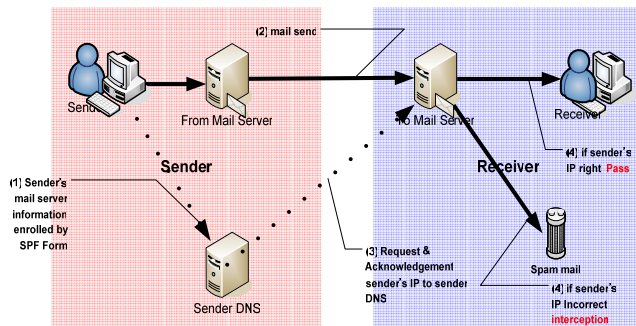 (2) mail send
Sender
From Mail Server
To Mail Server
Receiver
Sender
Receiver
(1) Sender's
mail server
information
enrolled by
SPF Form
(4) if sender's
IP right Pass
(3) Request &
Acknowledgement
sender's IP to sender
DNS
Sender DNS
Spam mail
(4) if sender's
IP Incorrect
interception